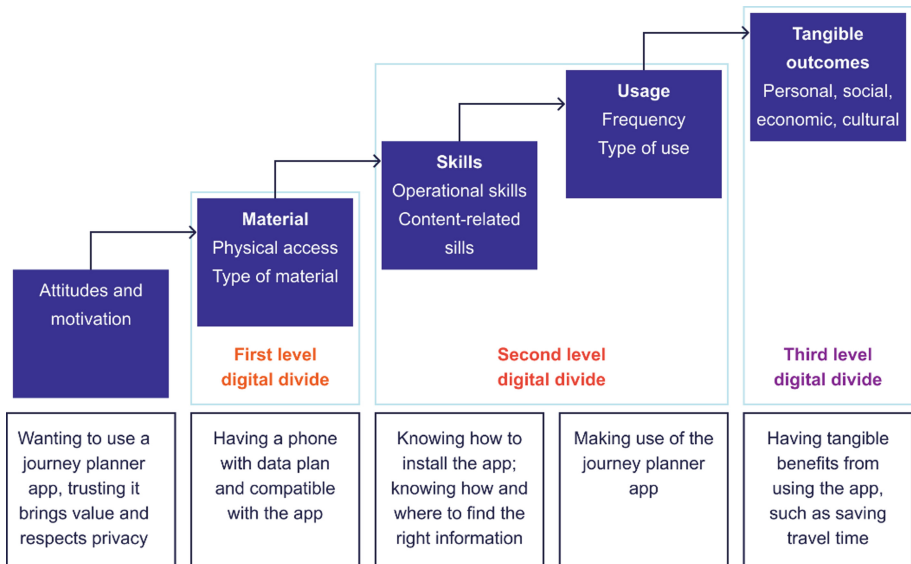 Attitudes and
motivation
Material
Physical access
Type of material
First level
digital divide
Skills
Operational skills
Content-related
sills
Usage
Frequency
Type of use
Second level
digital divide
Tangible
outcomes
Personal, social,
economic, cultural
Third level
digital divide
Wanting to use a
journey planner
app, trusting it
brings value and
respects privacy
Having a phone
with data plan
and compatible
with the app
Knowing how to
install the app;
knowing how and
where to find the
right information
Making use of the
journey planner
app
Having tangible
benefits from
using the app,
such as saving
travel time